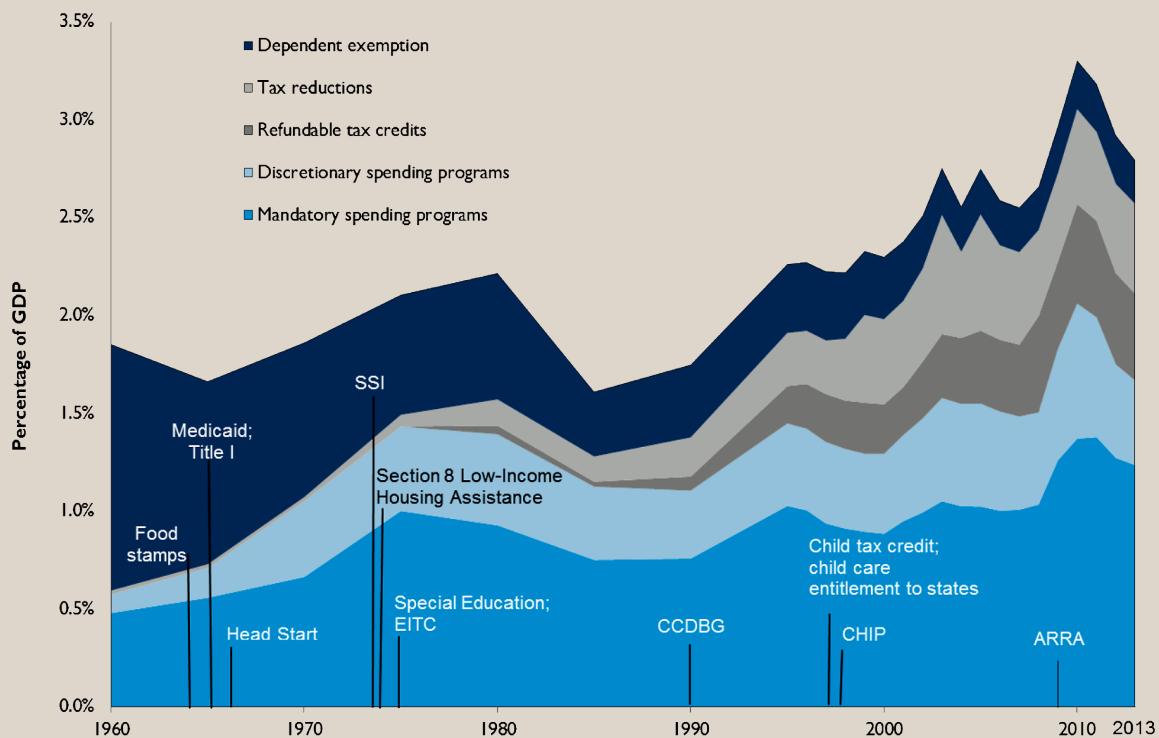 3.5%
Dependent exemption
Tax reductions
3.0%
Refundable tax credits
Discretionary spending programs
2.5%
Mandatory spending programs
2.0%
Percentage of GDP
SSI
1.5%
Medicaid;
Title I
Section 8 Low-Income
Housing Assistance
1.0%
Food
stamps
Child tax credit;
child care
entitlement to states
0.5%
Special Education;
EITC
Head Start
CCDBG
CHIP
ARRA
0.0%
1960
1970
1980
1990
2000
2010
2013